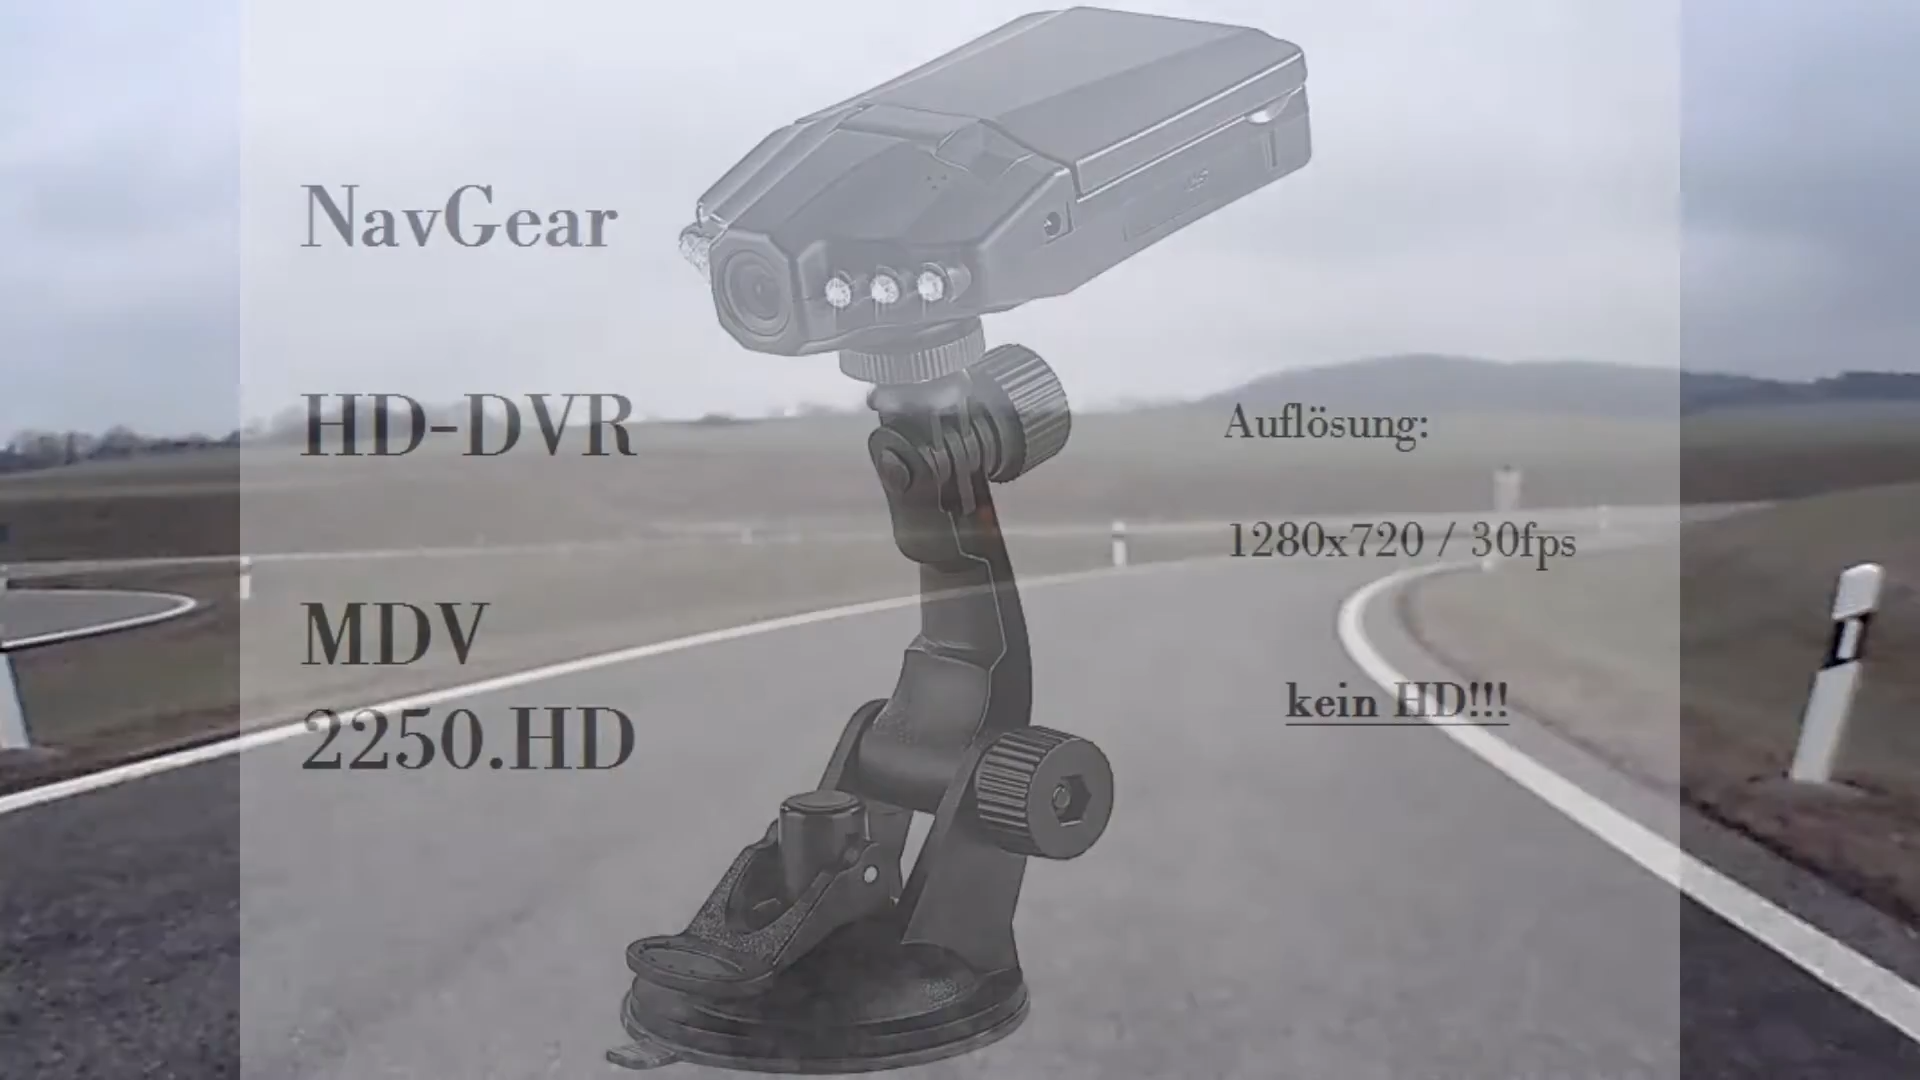 NavGear
HD-DVR
MDV
2250.HD
Auflösung:
1280x720 / 30fps
kein HD!!!